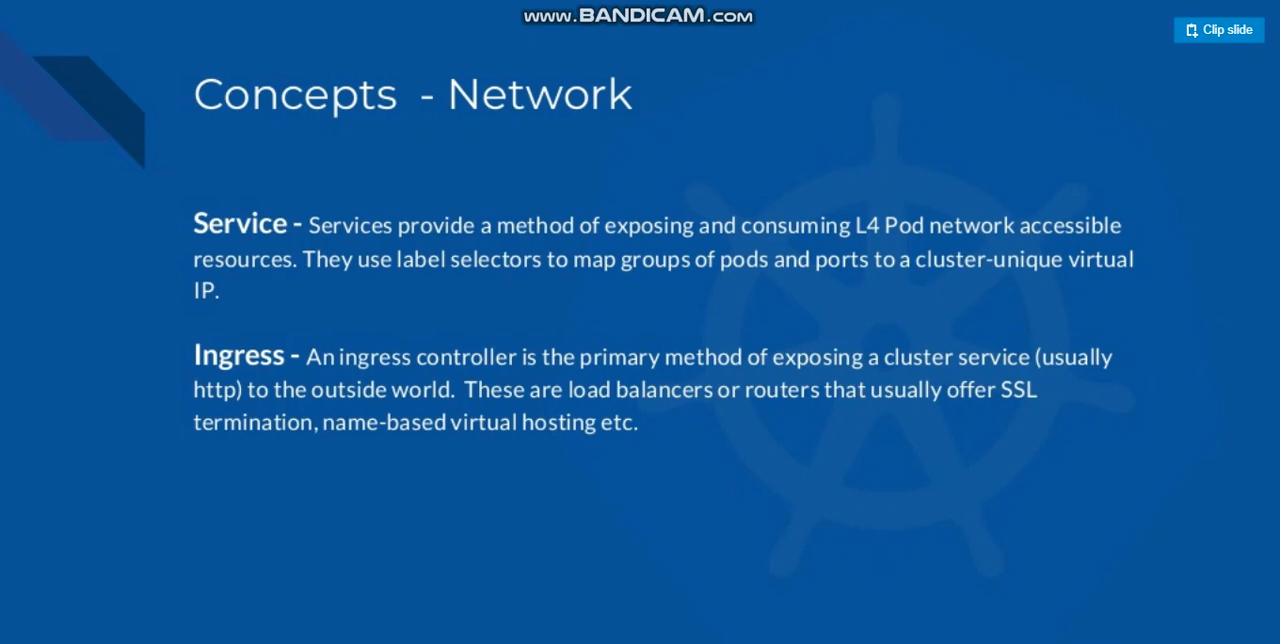 www.BANDICAM.com
Clip slide
Concepts - Network
Service - Services provide a method of exposing and consuming L4 Pod network accessible
resources. They use label selectors to map groups of pods and ports to a cluster-unique virtual
IP.
Ingress - An ingress controller is the primary method of exposing a cluster service (usually
http) to the outside world. These are load balancers or routers that usually offer SSL
termination, name-based virtual hosting etc.